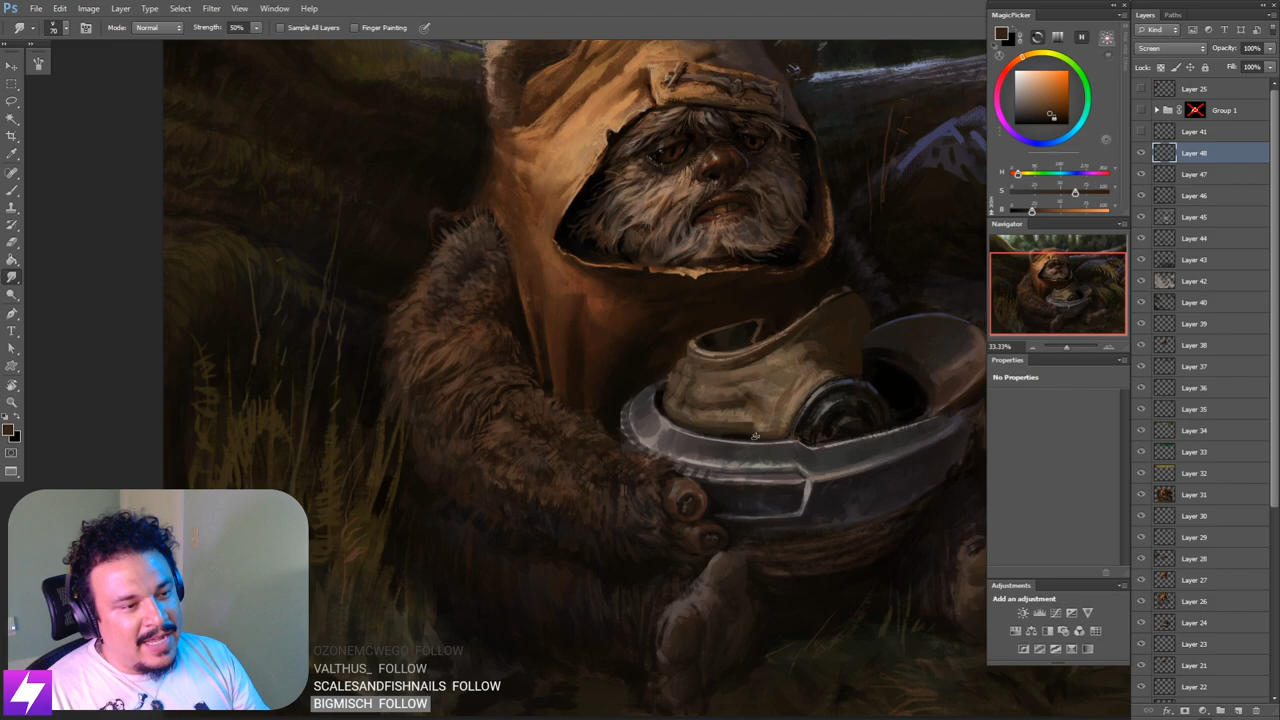 Ps File Edit Image Layer Type Select Filter View Window Help
70 Mode: Normal Strength: 50% Sample All Layers Finger Painting
MagicPicker
H
H
S
B
Navigator
33.33%
Properties
No Properties
Adjustments
Add an adjustment
Layers Paths
Kind
Screen Opacity: 100%
Lock: Fill: 100%
Layer 25
Group 1
Layer 41
Layer 48
Layer 47
Layer 46
Layer 45
Layer 44
Layer 43
Layer 42
Layer 40
Layer 39
Layer 38
Layer 37
Layer 36
Layer 35
Layer 34
Layer 33
Layer 32
Layer 31
Layer 30
Layer 29
Layer 28
Layer 27
Layer 26
Layer 24
Layer 23
Layer 21
Layer 22
OZONEMCWEGO FOLLOW
VALTHUS_ FOLLOW
SCALESANDFISHNAILS FOLLOW
BIGMISCH FOLLOW